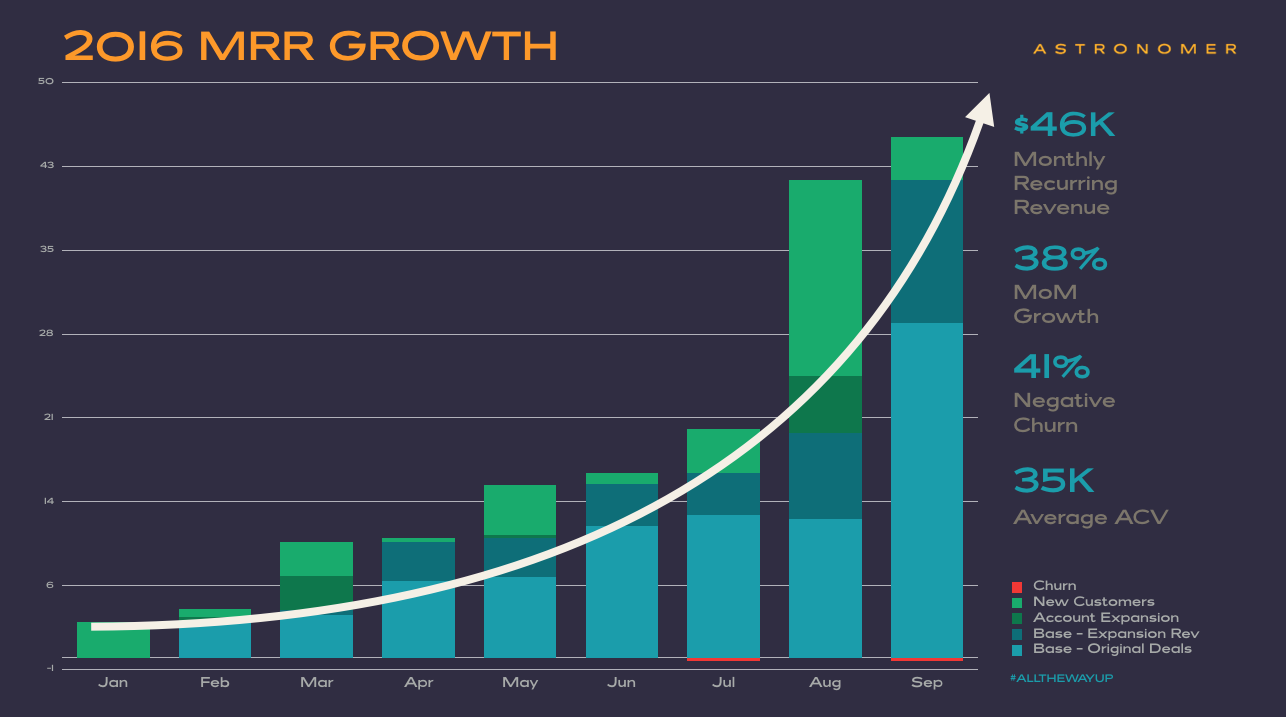 2016 MRR GROWTH
ASTRONOMER
50
43
35
28
21
14
6
-1
Jan Feb Mar Apr May Jun Jul Aug Sep
$46K
Monthly
Recurring
Revenue
38%
MoM
Growth
41%
Negative
Churn
35K
Average ACV
Churn
New Customers
Account Expansion
Base - Expansion Rev
Base - Original Deals
#ALLTHEWAYUP